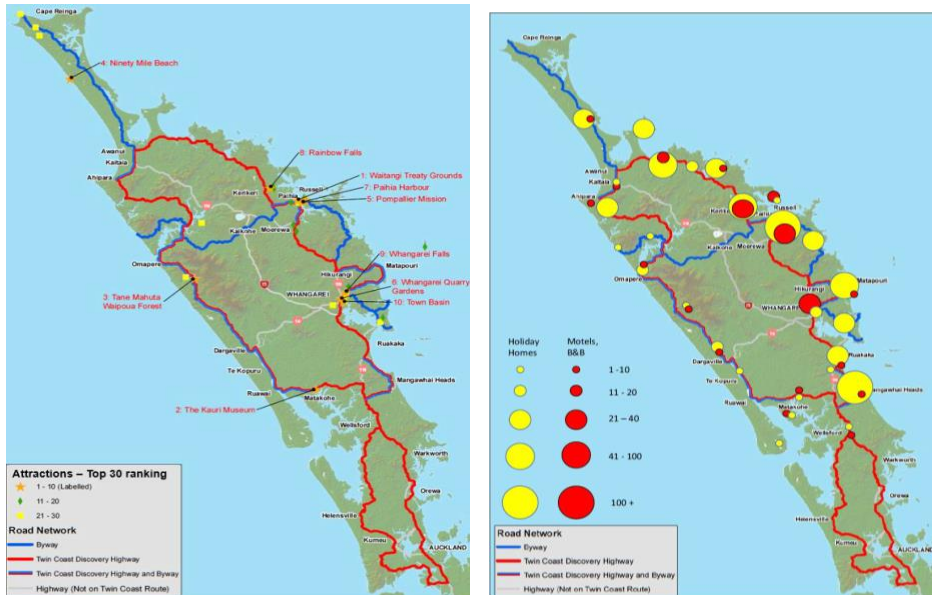 Cape Reinga
4: Ninety Mile Beach
Awanui
Kaitaia
Ahipara
8: Rainbow Falls
1: Waitangi Treaty Grounds
Kerikeri
Russell
7: Paihia Harbour
Paihia
5: Pompallier Mission
Kaikohe
Moerewa
Omapere
9: Whangarei Falls
Hikurangi
Matapouri
6: Whangarei Quarry
Gardens
WHANGAREI
10: Town Basin
3: Tane Mahuta
Waipoua Forest
Ruakaka
Dargaville
Te Kopuru
Mangawhai Heads
Ruawai
2: The Kauri Museum
Matakohe
Wellsford
Warkworth
Orewa
Helensville
Kumeu
AUCKLAND
Attractions – Top 30 ranking
1 - 10 (Labelled)
11 - 20
21 - 30
Road Network
Byway
Twin Coast Discovery Highway
Twin Coast Discovery Highway and Byway
Highway (Not on Twin Coast Route)
Cape Reinga
Awanui
Kaitaia
Ahipara
Russell
Kaikohe
Moerewa
Omapere
Hikurangi
Matapouri
WHANGAREI
Ruakaka
Dargaville
Te Kopuru
Ruawai
Matakohe
Wellsford
Warkworth
Orewa
Helensville
Kumeu
AUCKLAND
Holiday
Homes
Motels,
B&B
1 -10
11 - 20
21 – 40
41 - 100
100 +
Road Network
Byway
Twin Coast Discovery Highway
Twin Coast Discovery Highway and Byway
Highway (Not on Twin Coast Route)